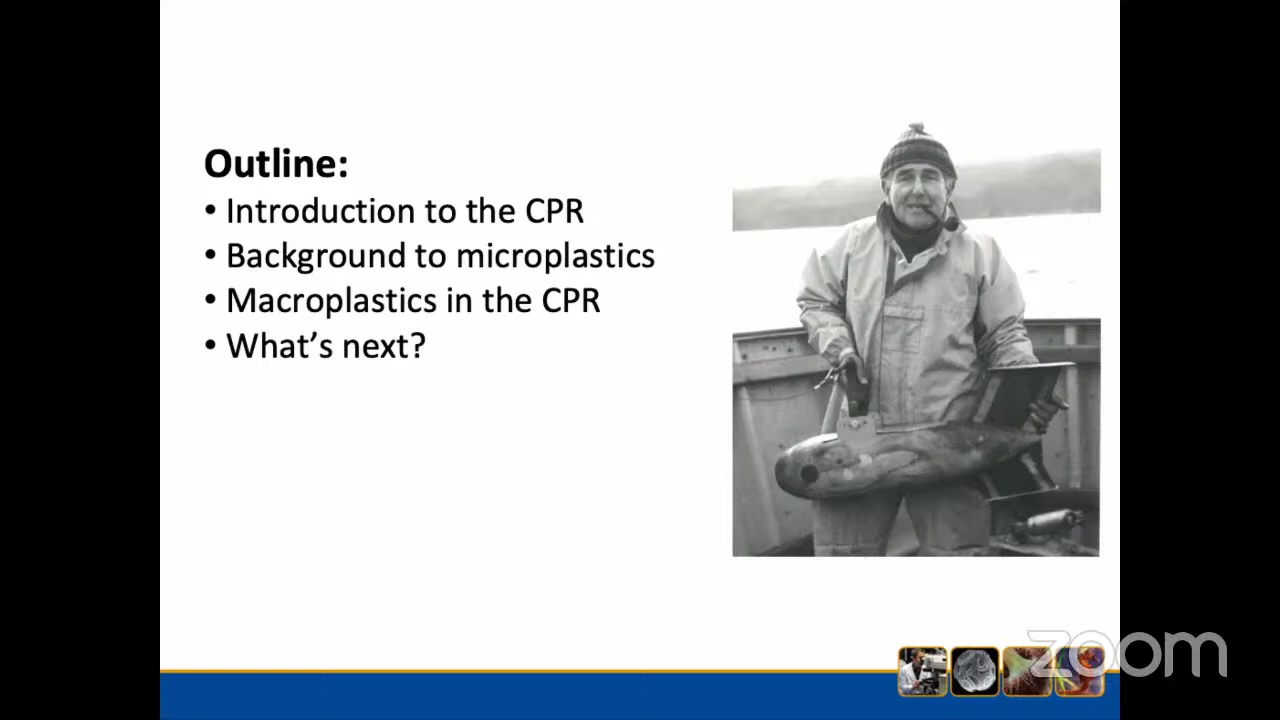 Outline:
• Introduction to the CPR
• Background to microplastics
• Macroplastics in the CPR
• What's next?
zoom